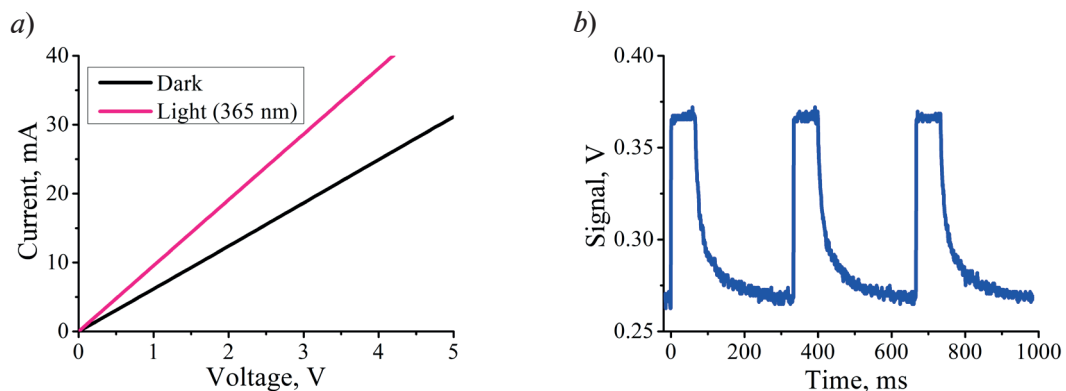 a)
40
30
20
10
0
Current, mA
Dark
Light (365 nm)
0 1 2 3 4 5
Voltage, V
b)
0.40
0.35
0.30
0.25
Signal, V
0 200 400 600 800 1000
Time, ms